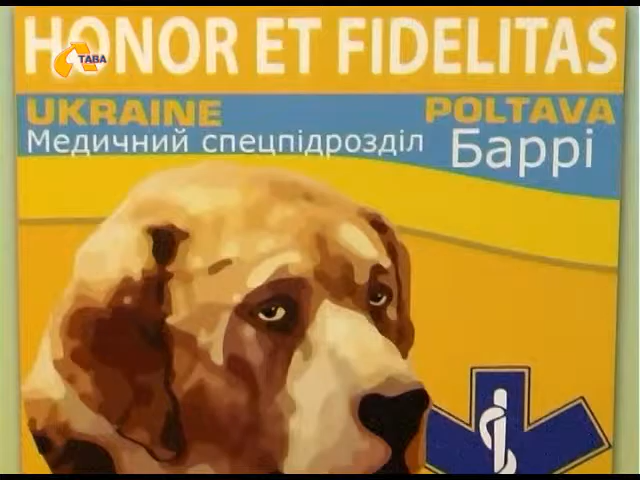 HONOR ET FIDELITAS
ТАВА
UKRAINE POLTAVA
Медичний спецпідрозділ Баррі